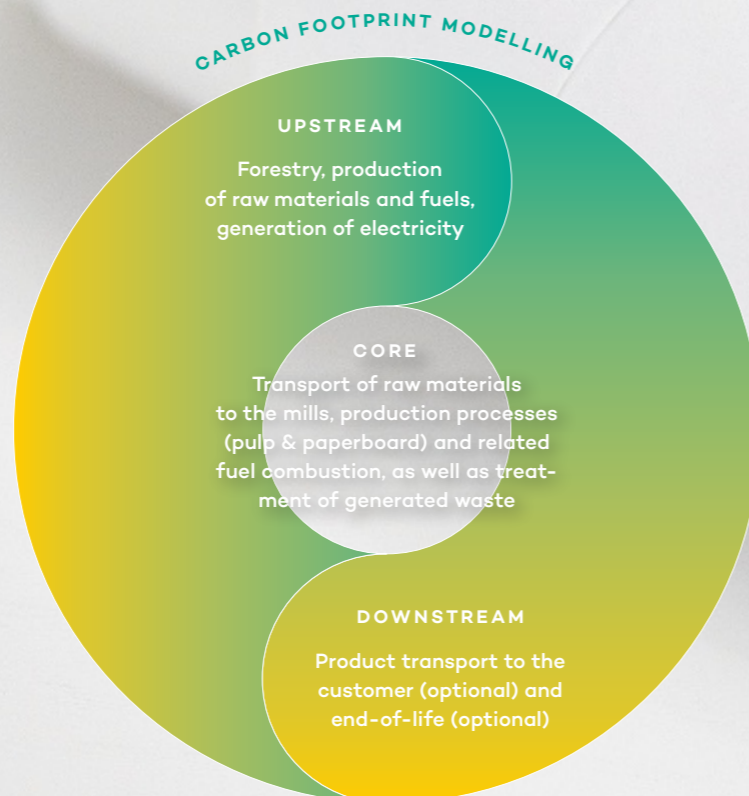 CARBON FOOTPRINT MODELLING
UPSTREAM
Forestry, production
of raw materials and fuels,
generation of electricity
CORE
Transport of raw materials
to the mills, production processes
(pulp & paperboard) and related
fuel combustion, as well as treat-
ment of generated waste
DOWNSTREAM
Product transport to the
customer (optional) and
end-of-life (optional)